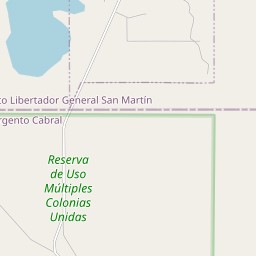 to Libertador General San Martín
rgento Cabral
Reserva
de Uso
Múltiples
Colonias
Unidas